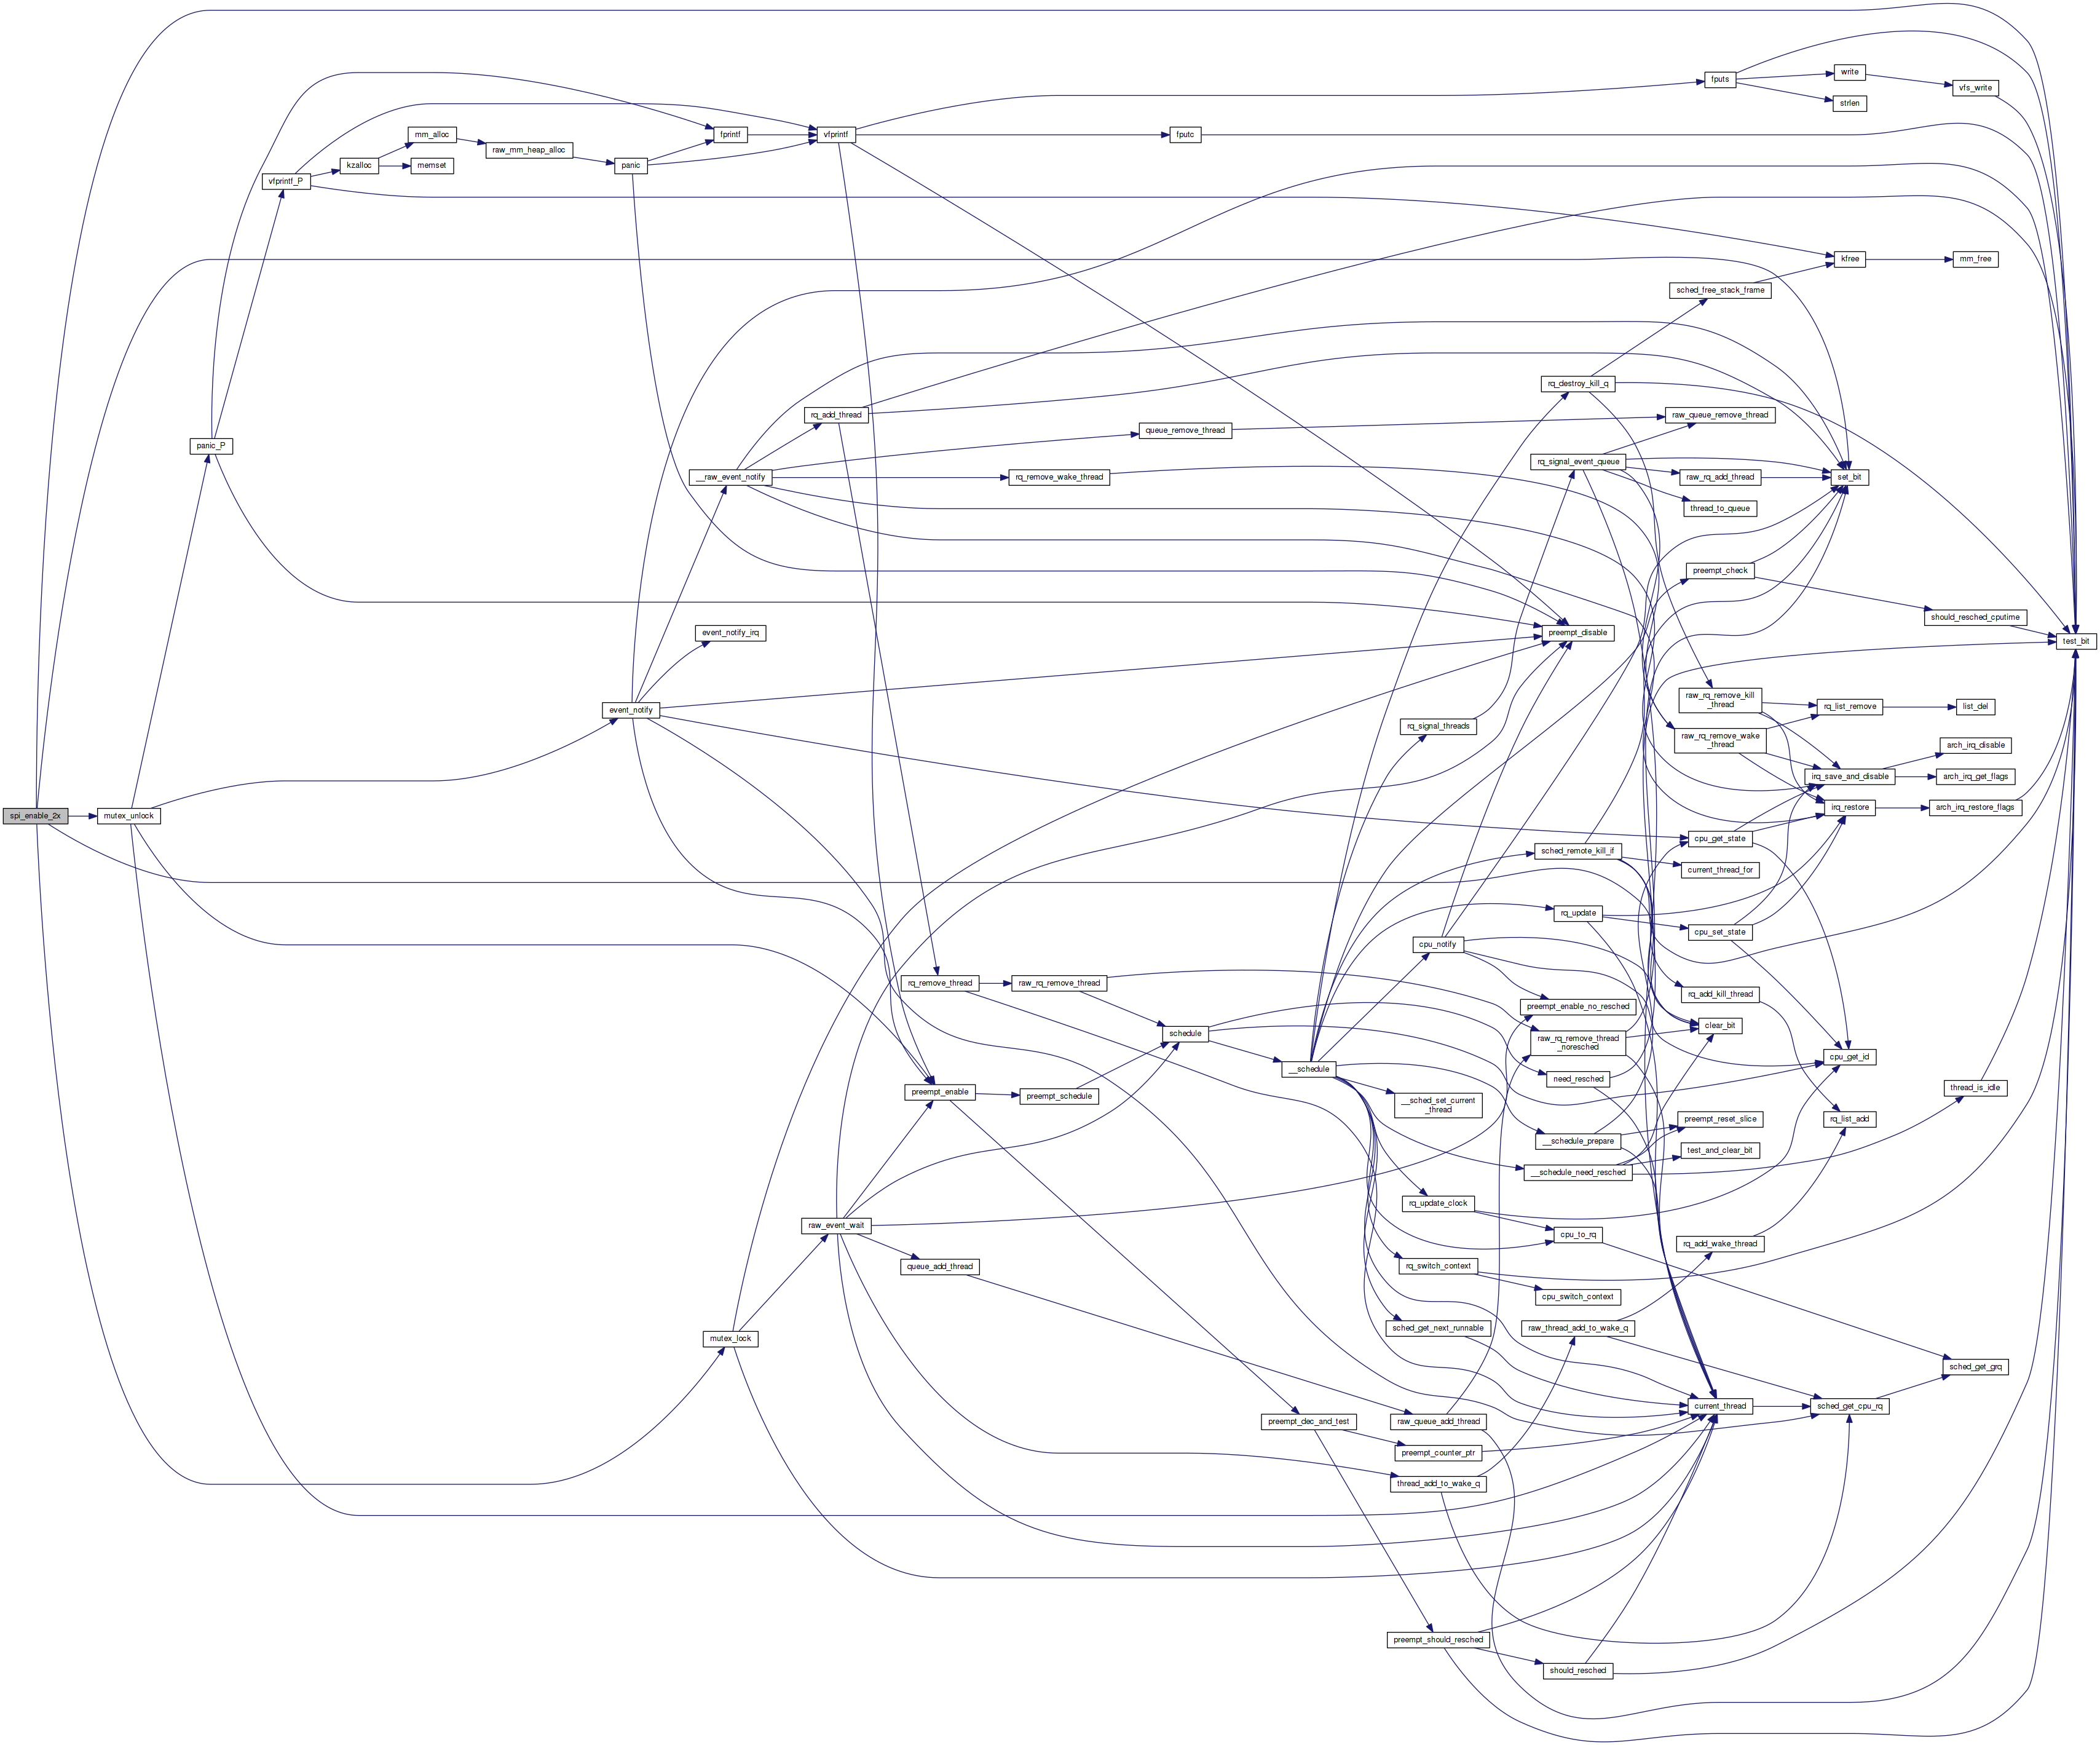 fputs
write
vfs_write
strlen
mm_alloc
fprintf
vfprintf
fputc
raw_mm_heap_alloc
kzalloc
memset
panic
vfprintf_P
kfree
mm_free
sched_free_stack_frame
rq_destroy_kill_q
rq_add_thread
raw_queue_remove_thread
queue_remove_thread
panic_P
rq_signal_event_queue
__raw_event_notify
rq_remove_wake_thread
raw_rq_add_thread
set_bit
thread_to_queue
preempt_check
should_resched_cputime
event_notify_irq
preempt_disable
test_bit
raw_rq_remove_kill
_thread
rq_list_remove
list_del
event_notify
rq_signal_threads
raw_rq_remove_wake
_thread
arch_irq_disable
irq_save_and_disable
arch_irq_get_flags
irq_restore
arch_irq_restore_flags
spi_enable_2x
mutex_unlock
cpu_get_state
sched_remote_kill_if
current_thread_for
rq_update
cpu_set_state
cpu_notify
rq_remove_thread
raw_rq_remove_thread
rq_add_kill_thread
preempt_enable_no_resched
clear_bit
schedule
raw_rq_remove_thread
_noresched
cpu_get_id
__schedule
need_resched
thread_is_idle
preempt_enable
preempt_schedule
__sched_set_current
_thread
preempt_reset_slice
rq_list_add
__schedule_prepare
test_and_clear_bit
__schedule_need_resched
rq_update_clock
raw_event_wait
cpu_to_rq
rq_add_wake_thread
queue_add_thread
rq_switch_context
cpu_switch_context
mutex_lock
sched_get_next_runnable
raw_thread_add_to_wake_q
sched_get_grq
current_thread
sched_get_cpu_rq
preempt_dec_and_test
raw_queue_add_thread
preempt_counter_ptr
thread_add_to_wake_q
preempt_should_resched
should_resched